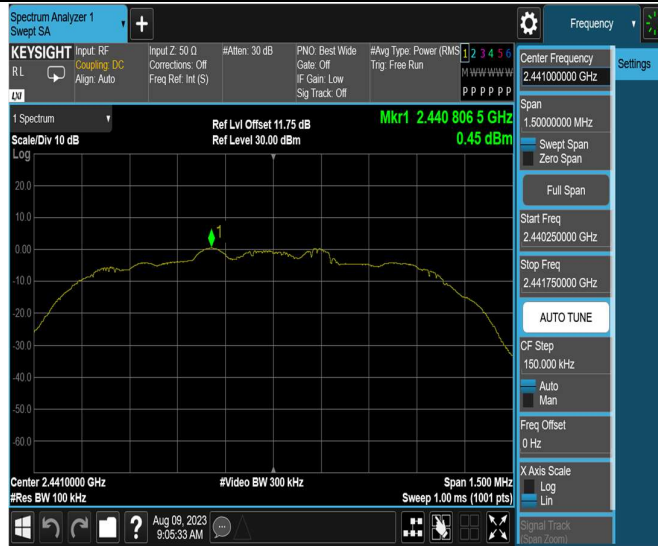 Spectrum Analyzer 1
Swept SA
Frequency
KEYSIGHT
R L
LXI
Input: RF
Coupling: DC
Align: Auto
Input Z: 50 Ω
Corrections: Off
Freq Ref: Int (S)
#Atten: 30 dB
PNO: Best Wide
Gate: Off
IF Gain: Low
Sig Track: Off
#Avg Type: Power (RMS
Trig: Free Run
1 2 3 4 5 6
M W W W W W
P P P P P P
1 Spectrum
Scale/Div 10 dB
Log
Ref Lvl Offset 11.75 dB
Ref Level 30.00 dBm
Mkr1 2.440 806 5 GHz
0.45 dBm
20.0
10.0
1
0.00
-10.0
-20.0
-30.0
-40.0
-50.0
-60.0
Center 2.4410000 GHz
#Video BW 300 kHz
Span 1.500 MHz
#Res BW 100 kHz
Sweep 1.00 ms (1001 pts)
Aug 09, 2023
9:05:33 AM
Center Frequency
2.441000000 GHz
Settings
Span
1.50000000 MHz
Swept Span
Zero Span
Full Span
Start Freq
2.440250000 GHz
Stop Freq
2.441750000 GHz
AUTO TUNE
CF Step
150.000 kHz
Auto
Man
Freq Offset
0 Hz
X Axis Scale
Log
Lin
Signal Track
(Span Zoom)